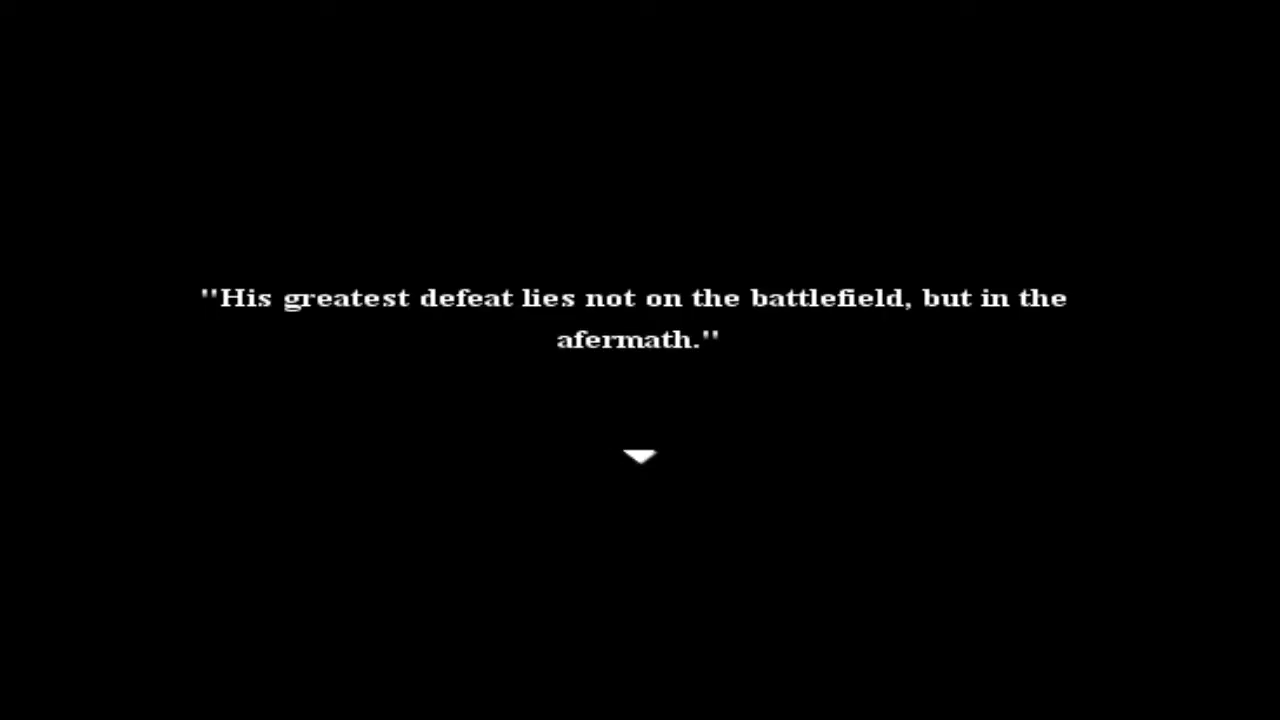 "His greatest defeat lies not on the battlefield, but in the
afermath."